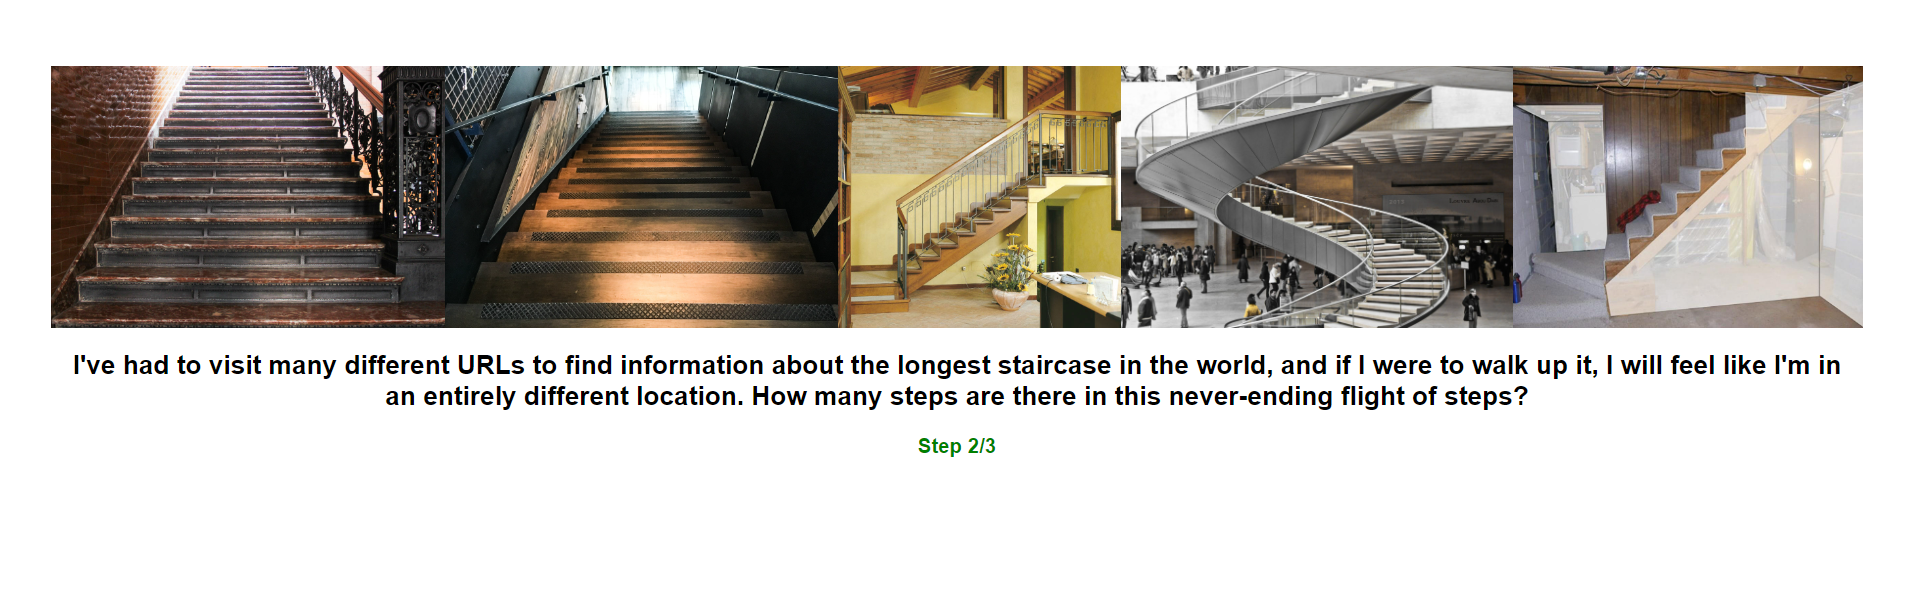 I've had to visit many different URLs to find information about the longest staircase in the world, and if I were to walk up it, I will feel like I'm in
an entirely different location. How many steps are there in this never-ending flight of steps?
Step 2/3